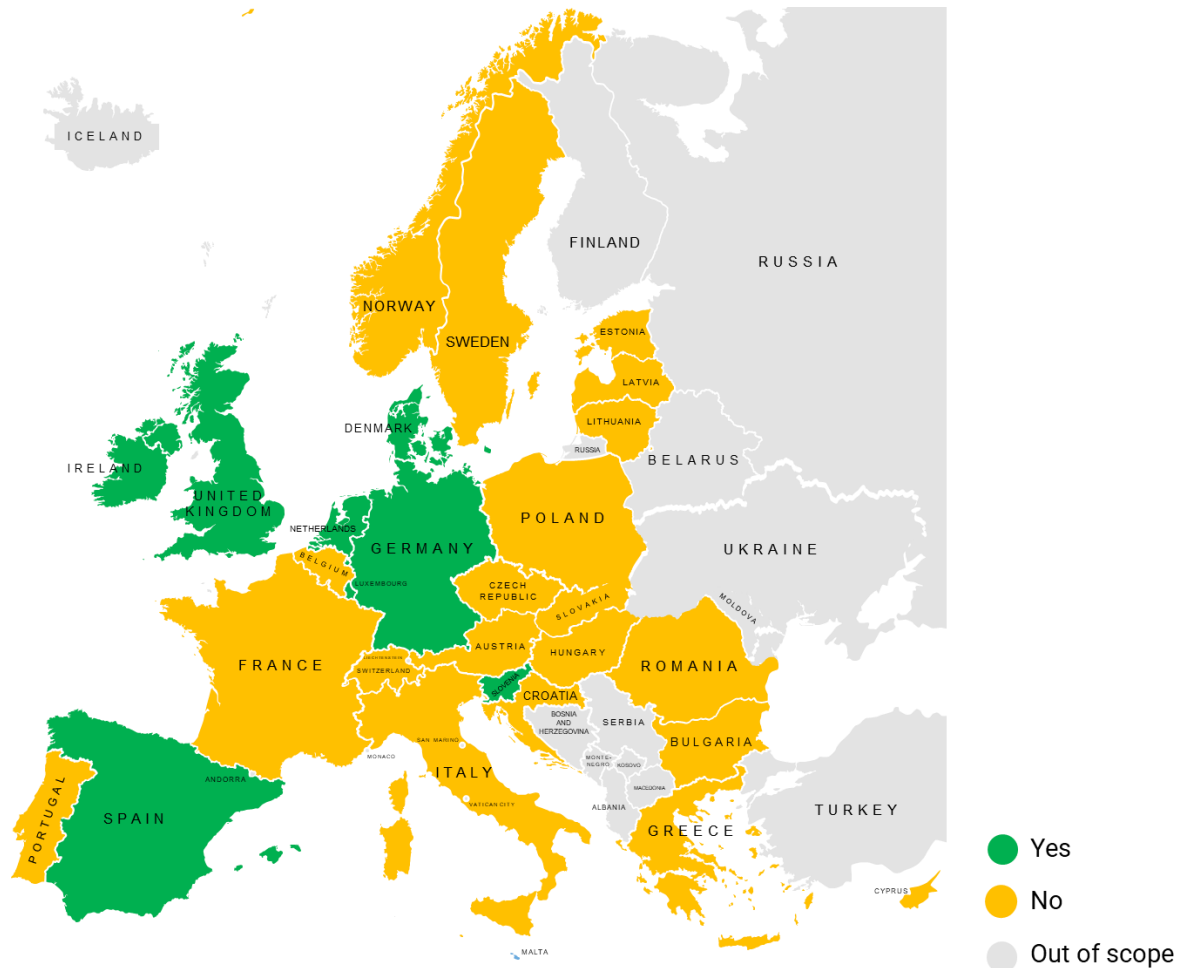 ICELAND
FINLAND
RUSSIA
NORWAY
SWEDEN
ESTONIA
LATVIA
LITHUANIA
RUSSIA
DENMARK
BELARUS
IRELAND
UNITED
KINGDOM
NETHERLANDS
POLAND
GERMANY
UKRAINE
BELGIUM
LUXEMBOURG
CZECH
REPUBLIC
SLOVAKIA
MOLDOVA
AUSTRIA
HUNGARY
FRANCE
SWITZERLAND
ROMANIA
SLOVENIA
CROATIA
BOSNIA
AND
HERZEGOVINA
SERBIA
SAN MARINO
BULGARIA
MONACO
MONTE-
NEGRO
KOSOVO
ITALY
ANDORRA
MACEDONIA
VATICAN CITY
ALBANIA
PORTUGAL
SPAIN
GREECE
TURKEY
CYPRUS
MALTA
Yes
No
Out of scope